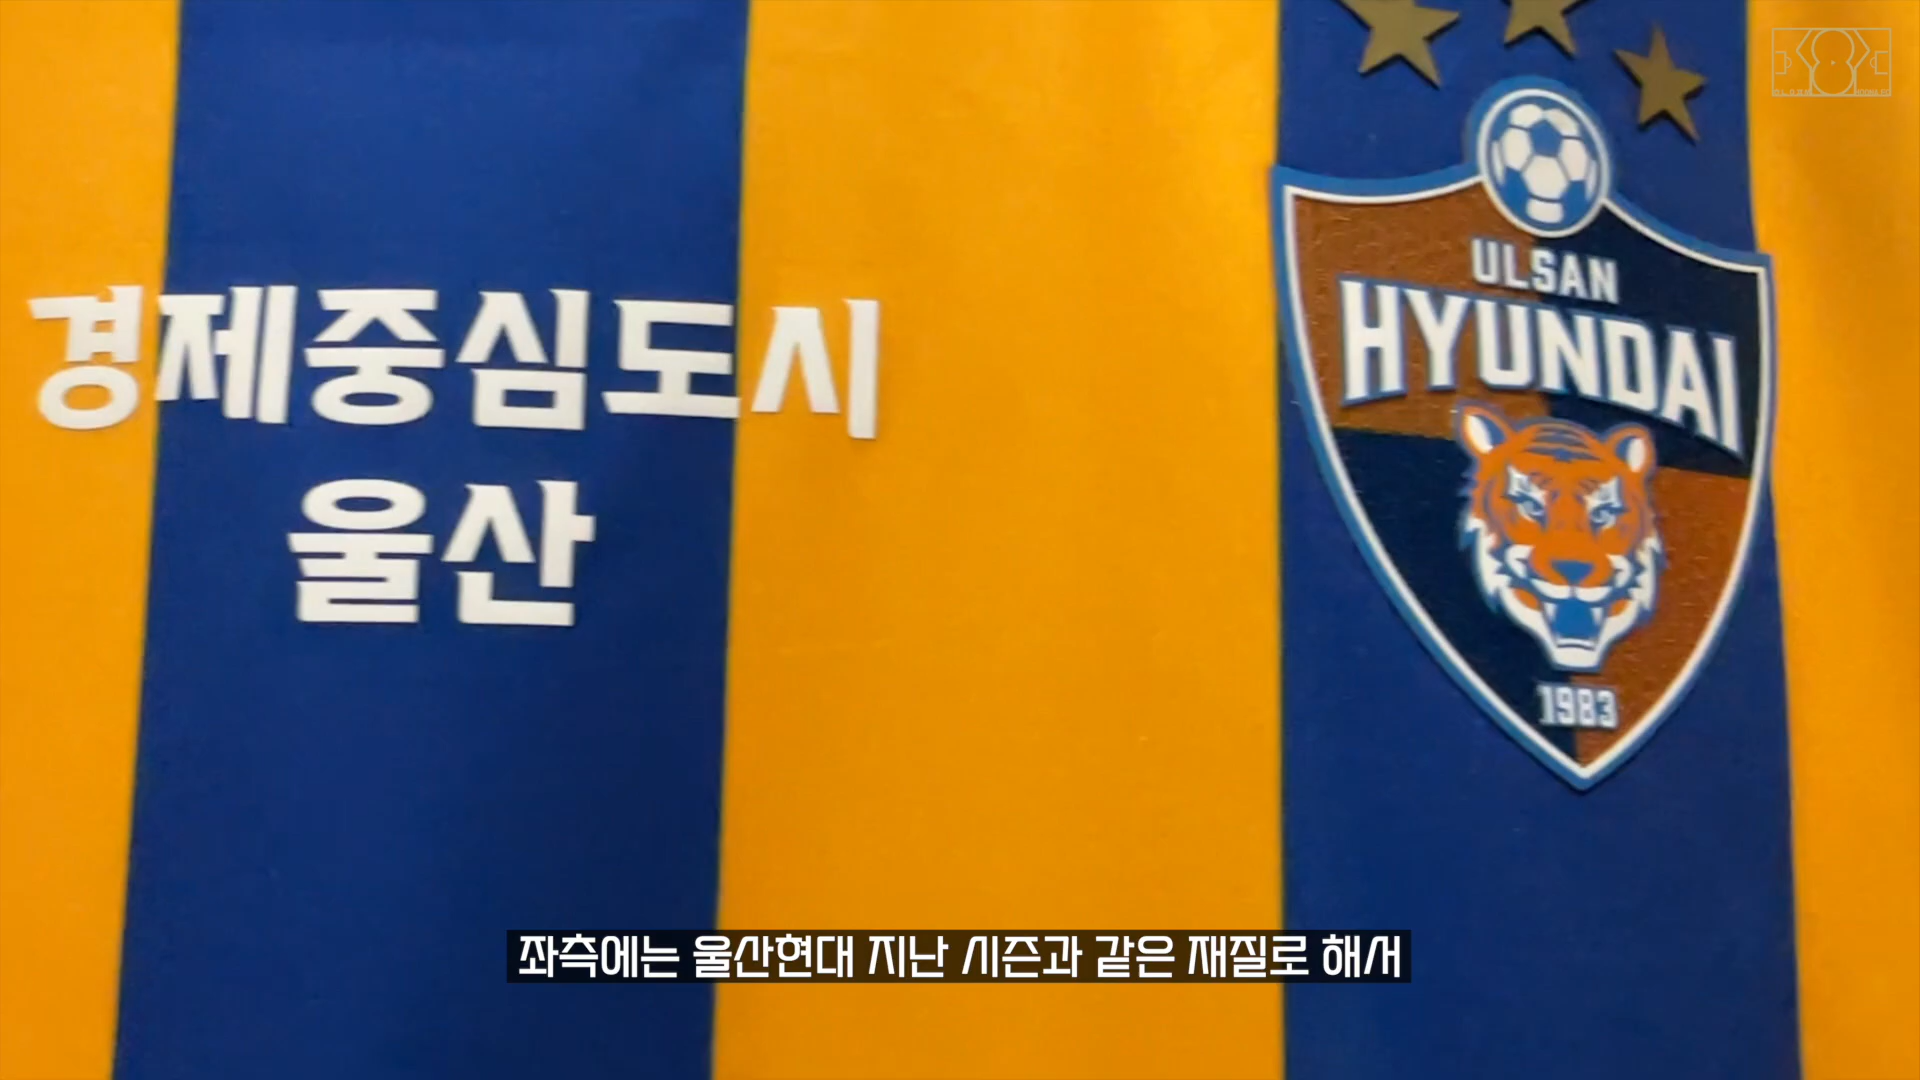 경제중심도시
울산
ULSAN
HYUNDAI
1983
좌측에는 울산현대 지난 시즌과 같은 재질로 해서